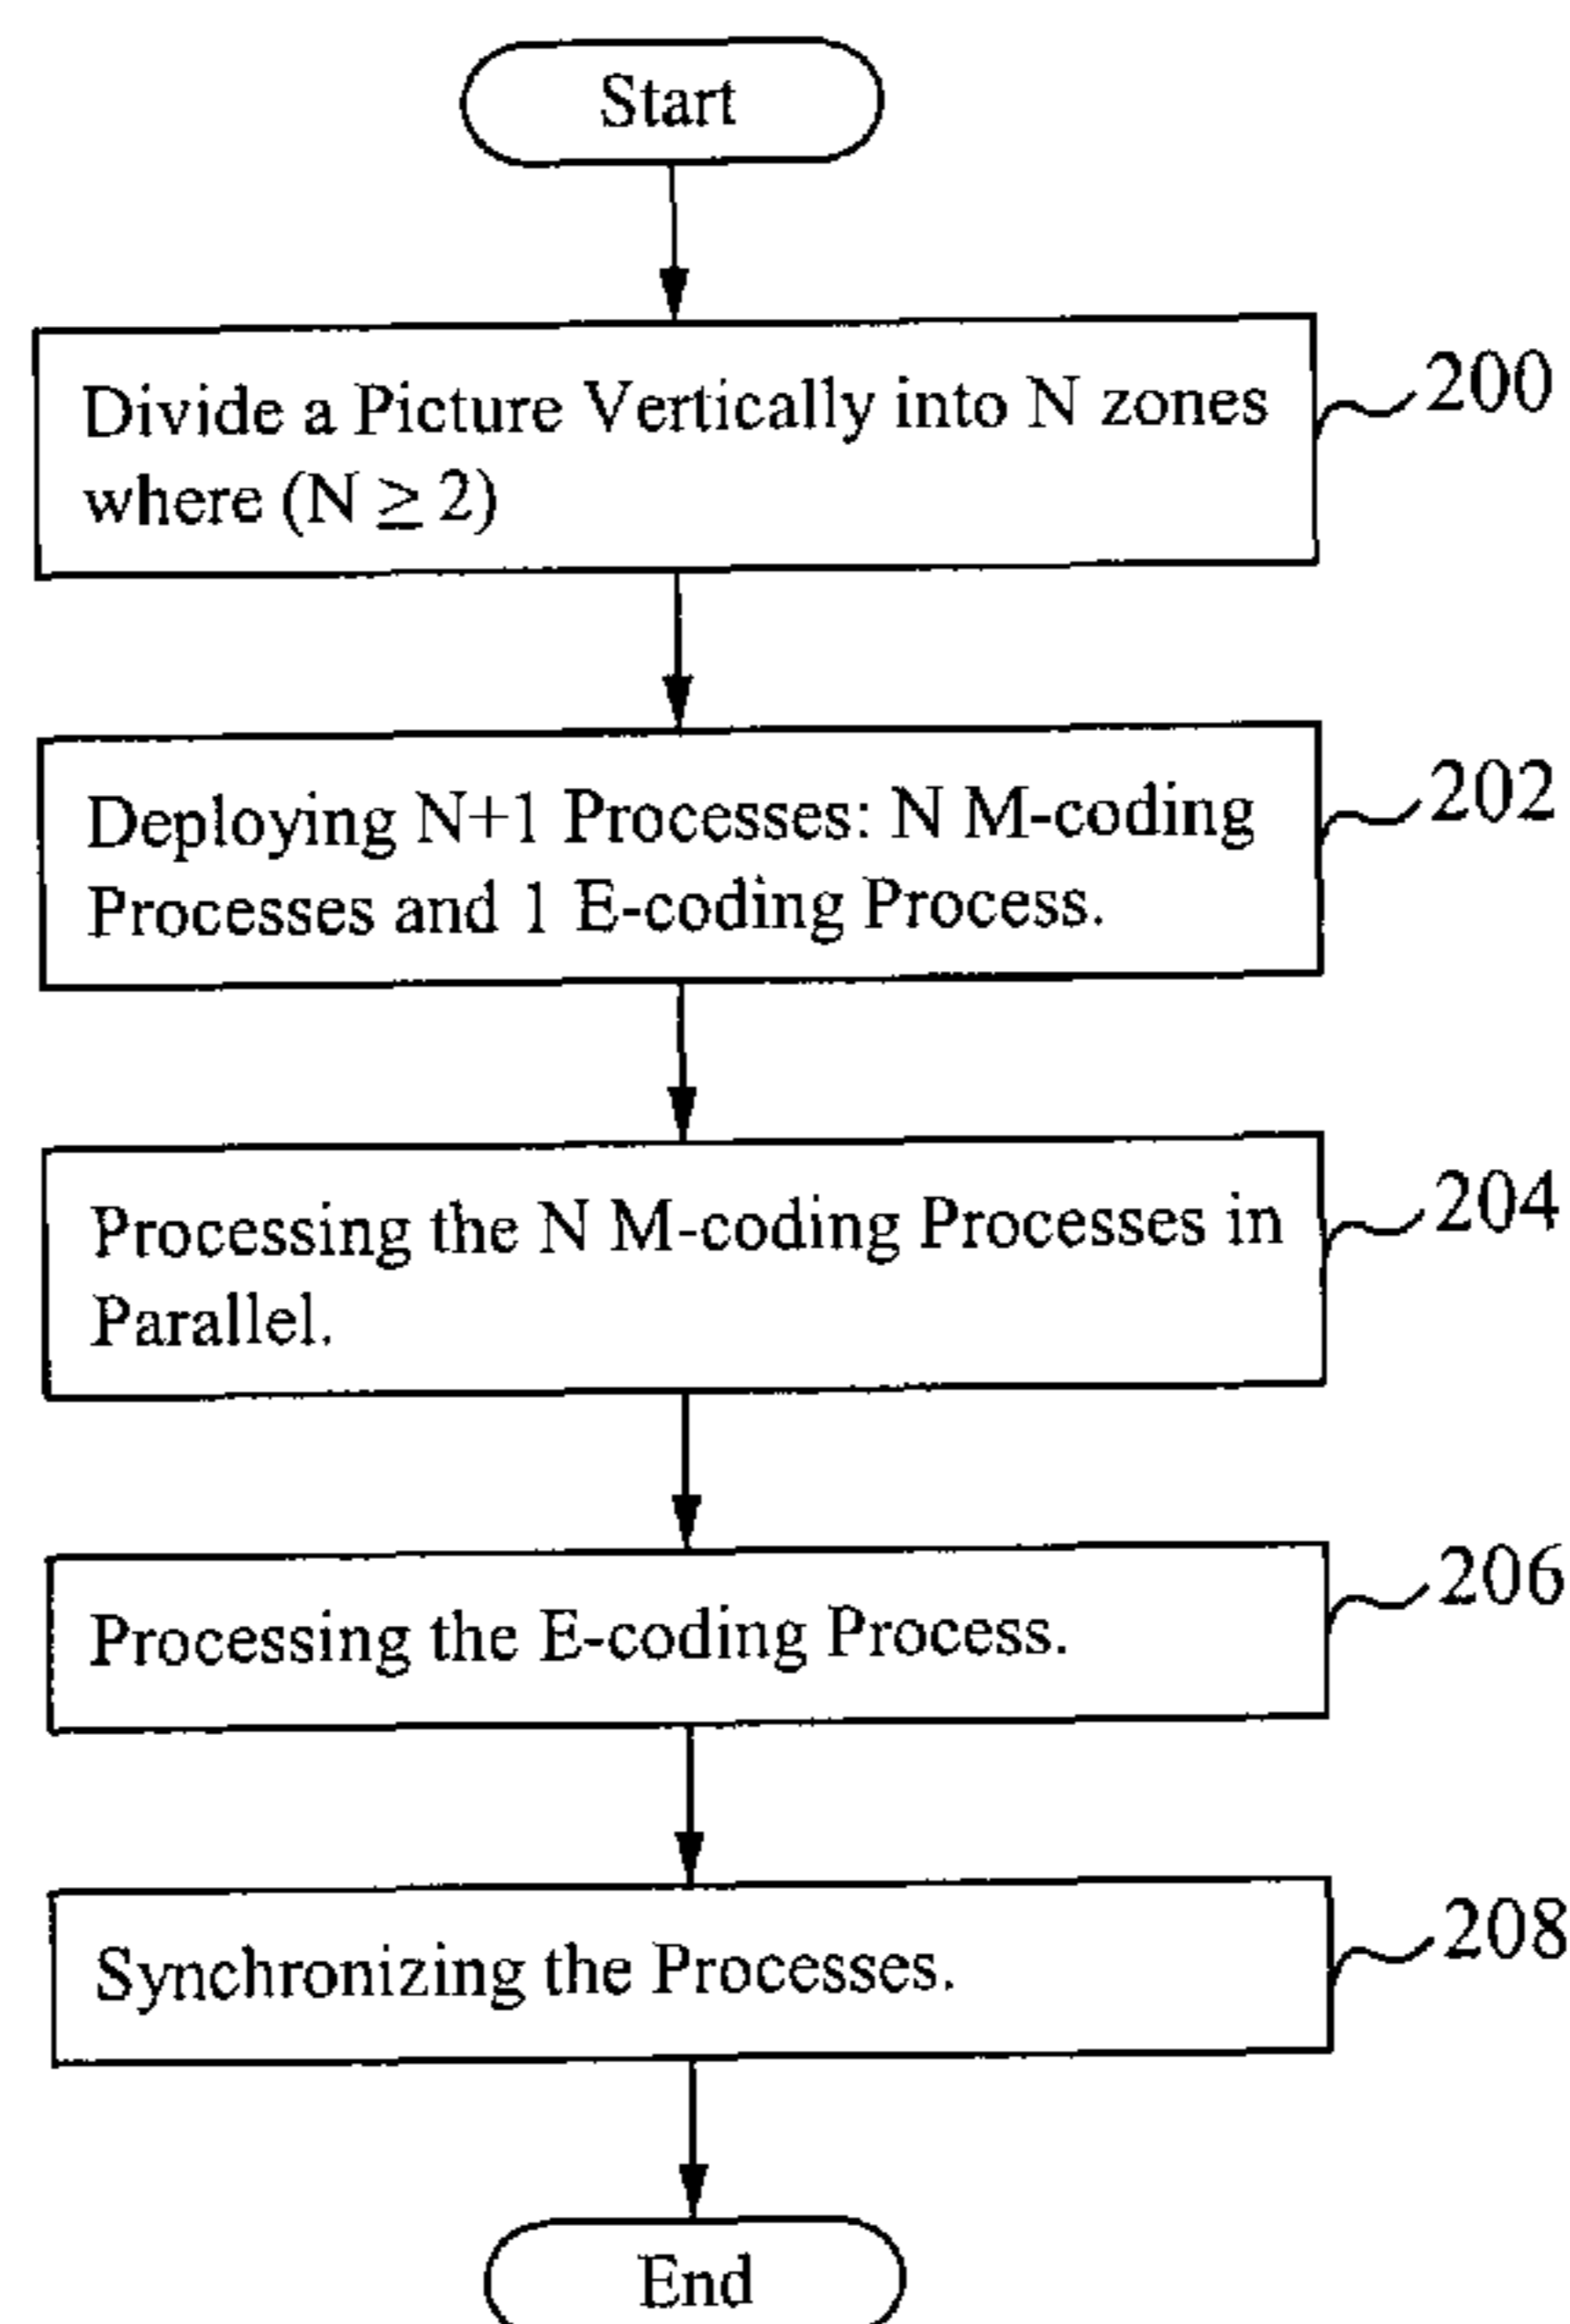 Start
Divide a Picture Vertically into N zones
where (N ≥ 2)
200
Deploying N+1 Processes: N M-coding
Processes and 1 E-coding Process.
202
Processing the N M-coding Processes in
Parallel.
204
Processing the E-coding Process.
206
Synchronizing the Processes.
208
End